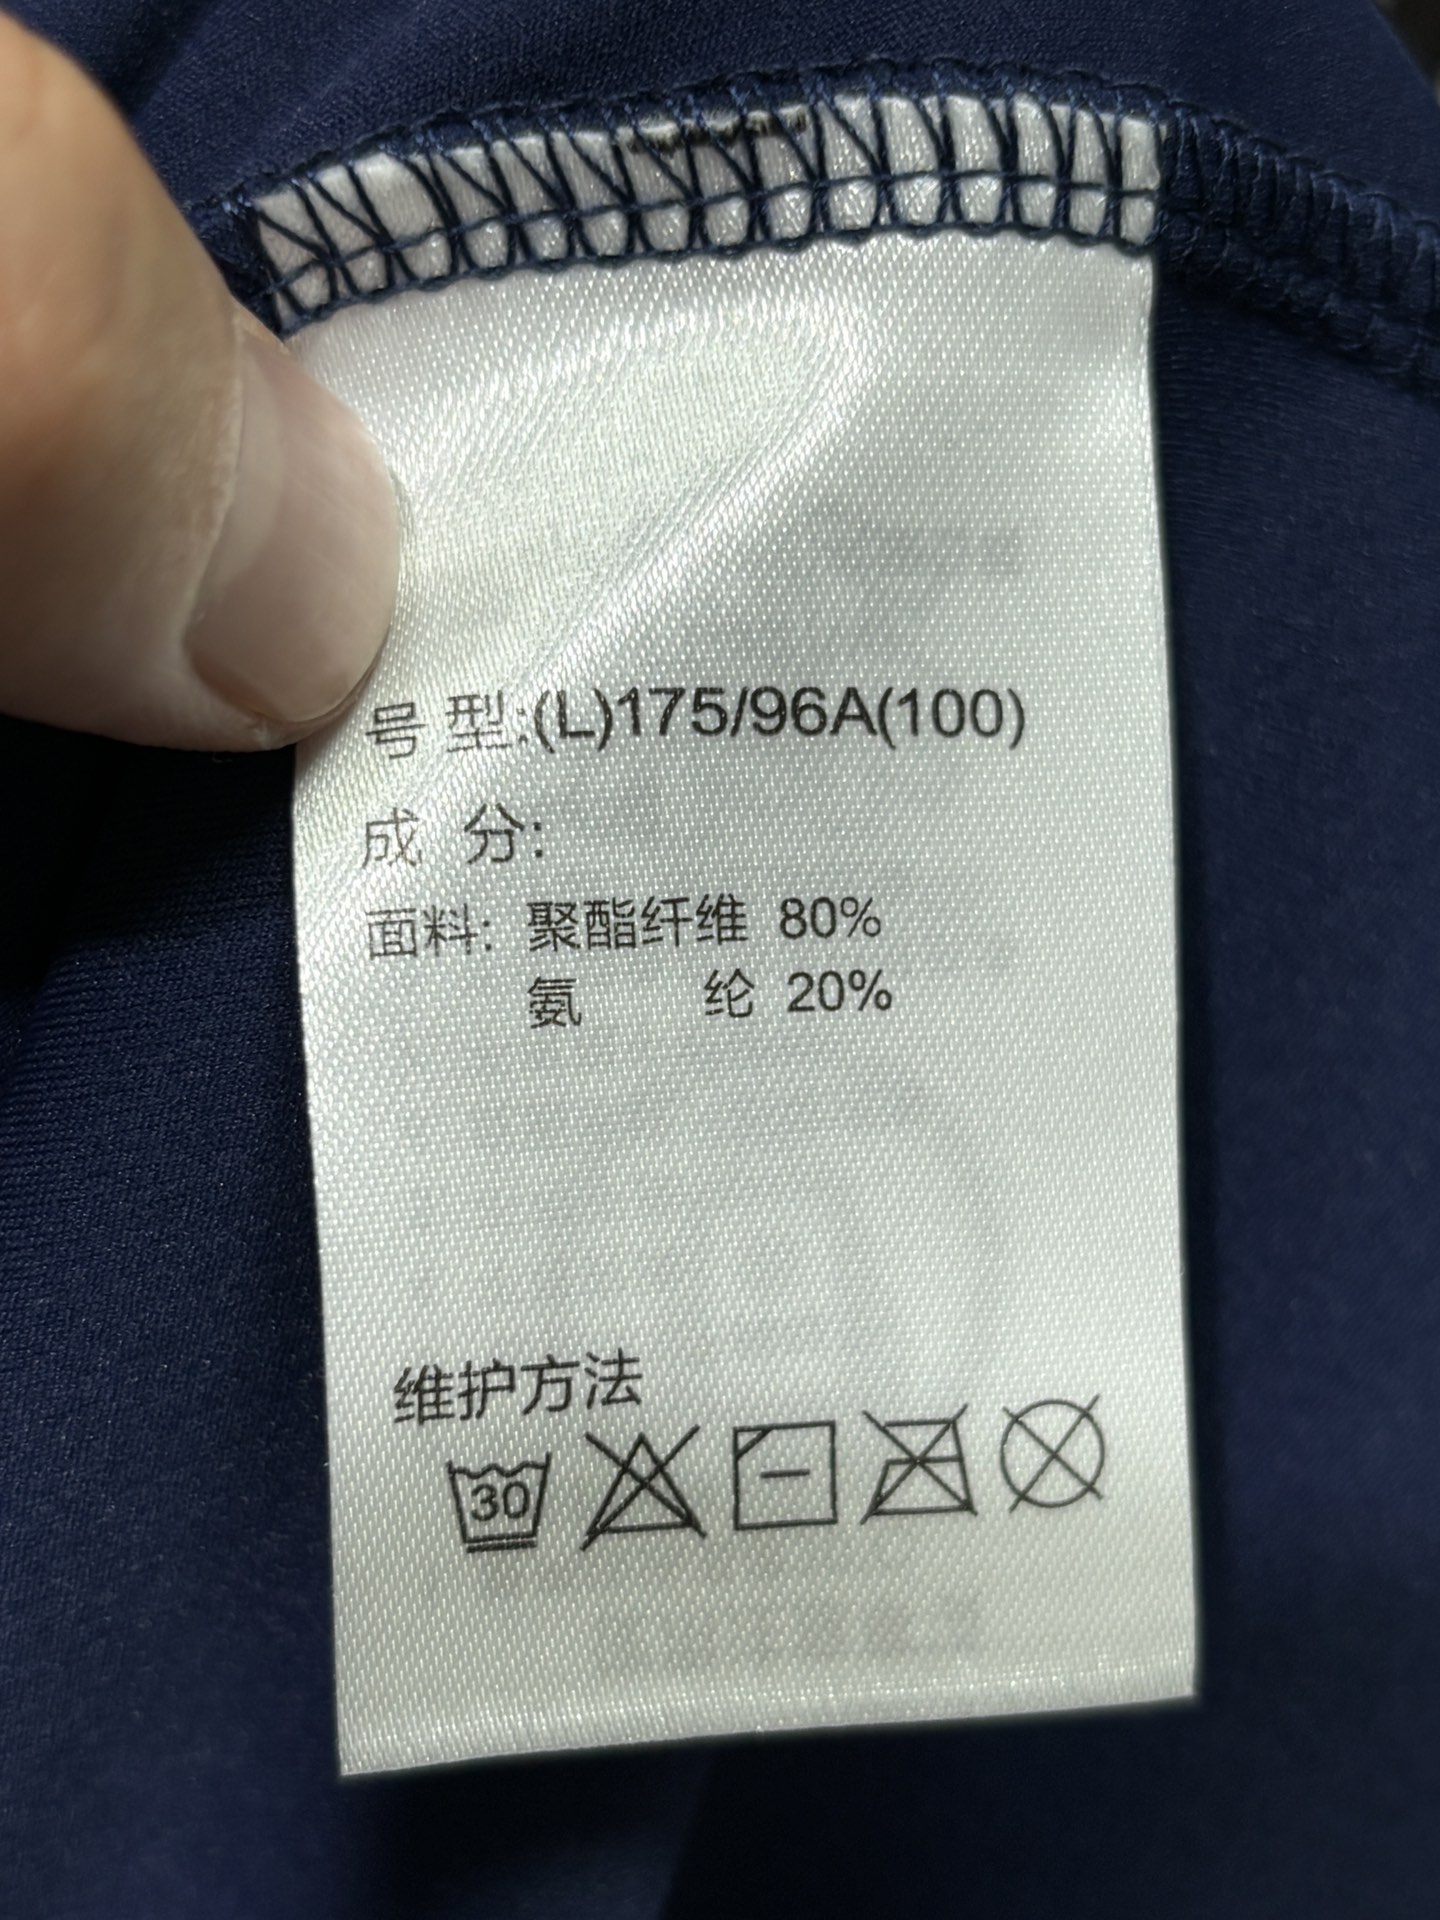 号型:(L)175/96A(100)
成 分:
面料: 聚酯纤维 80%
氨 纶 20%
维护方法
30